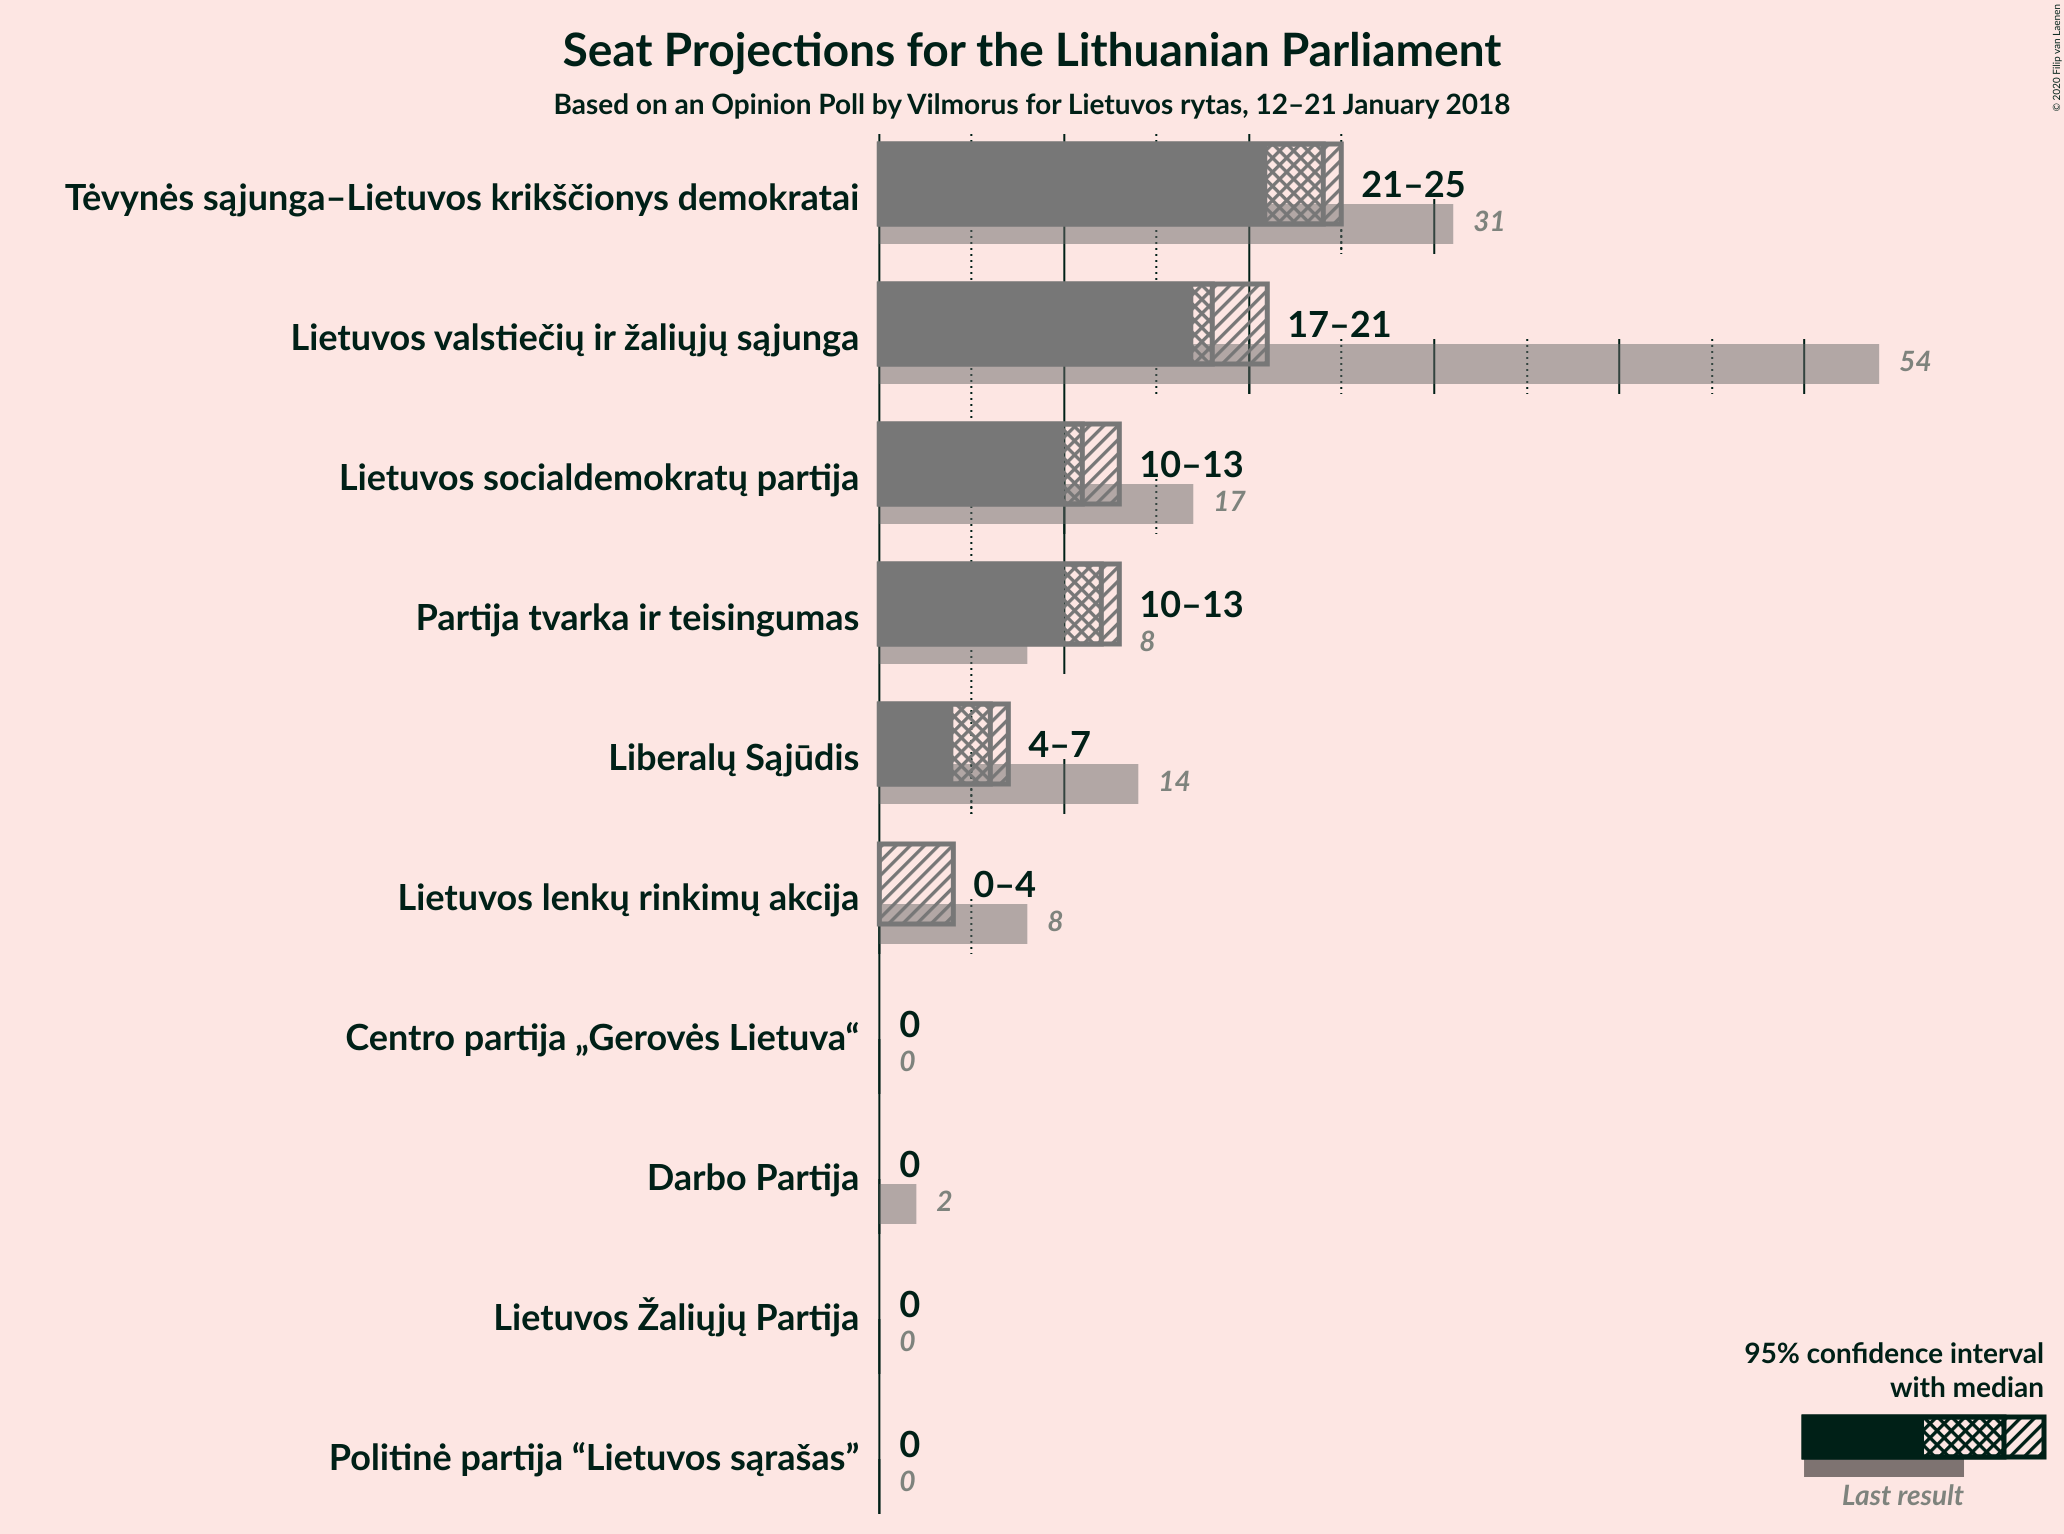 Seat Projections for the Lithuanian Parliament
Based on an Opinion Poll by Vilmorus for Lietuvos rytas, 12–21 January 2018
© 2020 Filip van Laenen
Tėvynės sąjunga–Lietuvos krikščionys demokratai
21–25
31
Lietuvos valstiečių ir žaliųjų sąjunga
17–21
54
Lietuvos socialdemokratų partija
10–13
17
Partija tvarka ir teisingumas
10–13
8
Liberalų Sąjūdis
4–7
14
Lietuvos lenkų rinkimų akcija
0–4
8
Centro partija „Gerovės Lietuva“
0
0
Darbo Partija
0
2
Lietuvos Žaliųjų Partija
0
0
Politinė partija “Lietuvos sąrašas”
0
0
95% confidence interval
with median
Last result